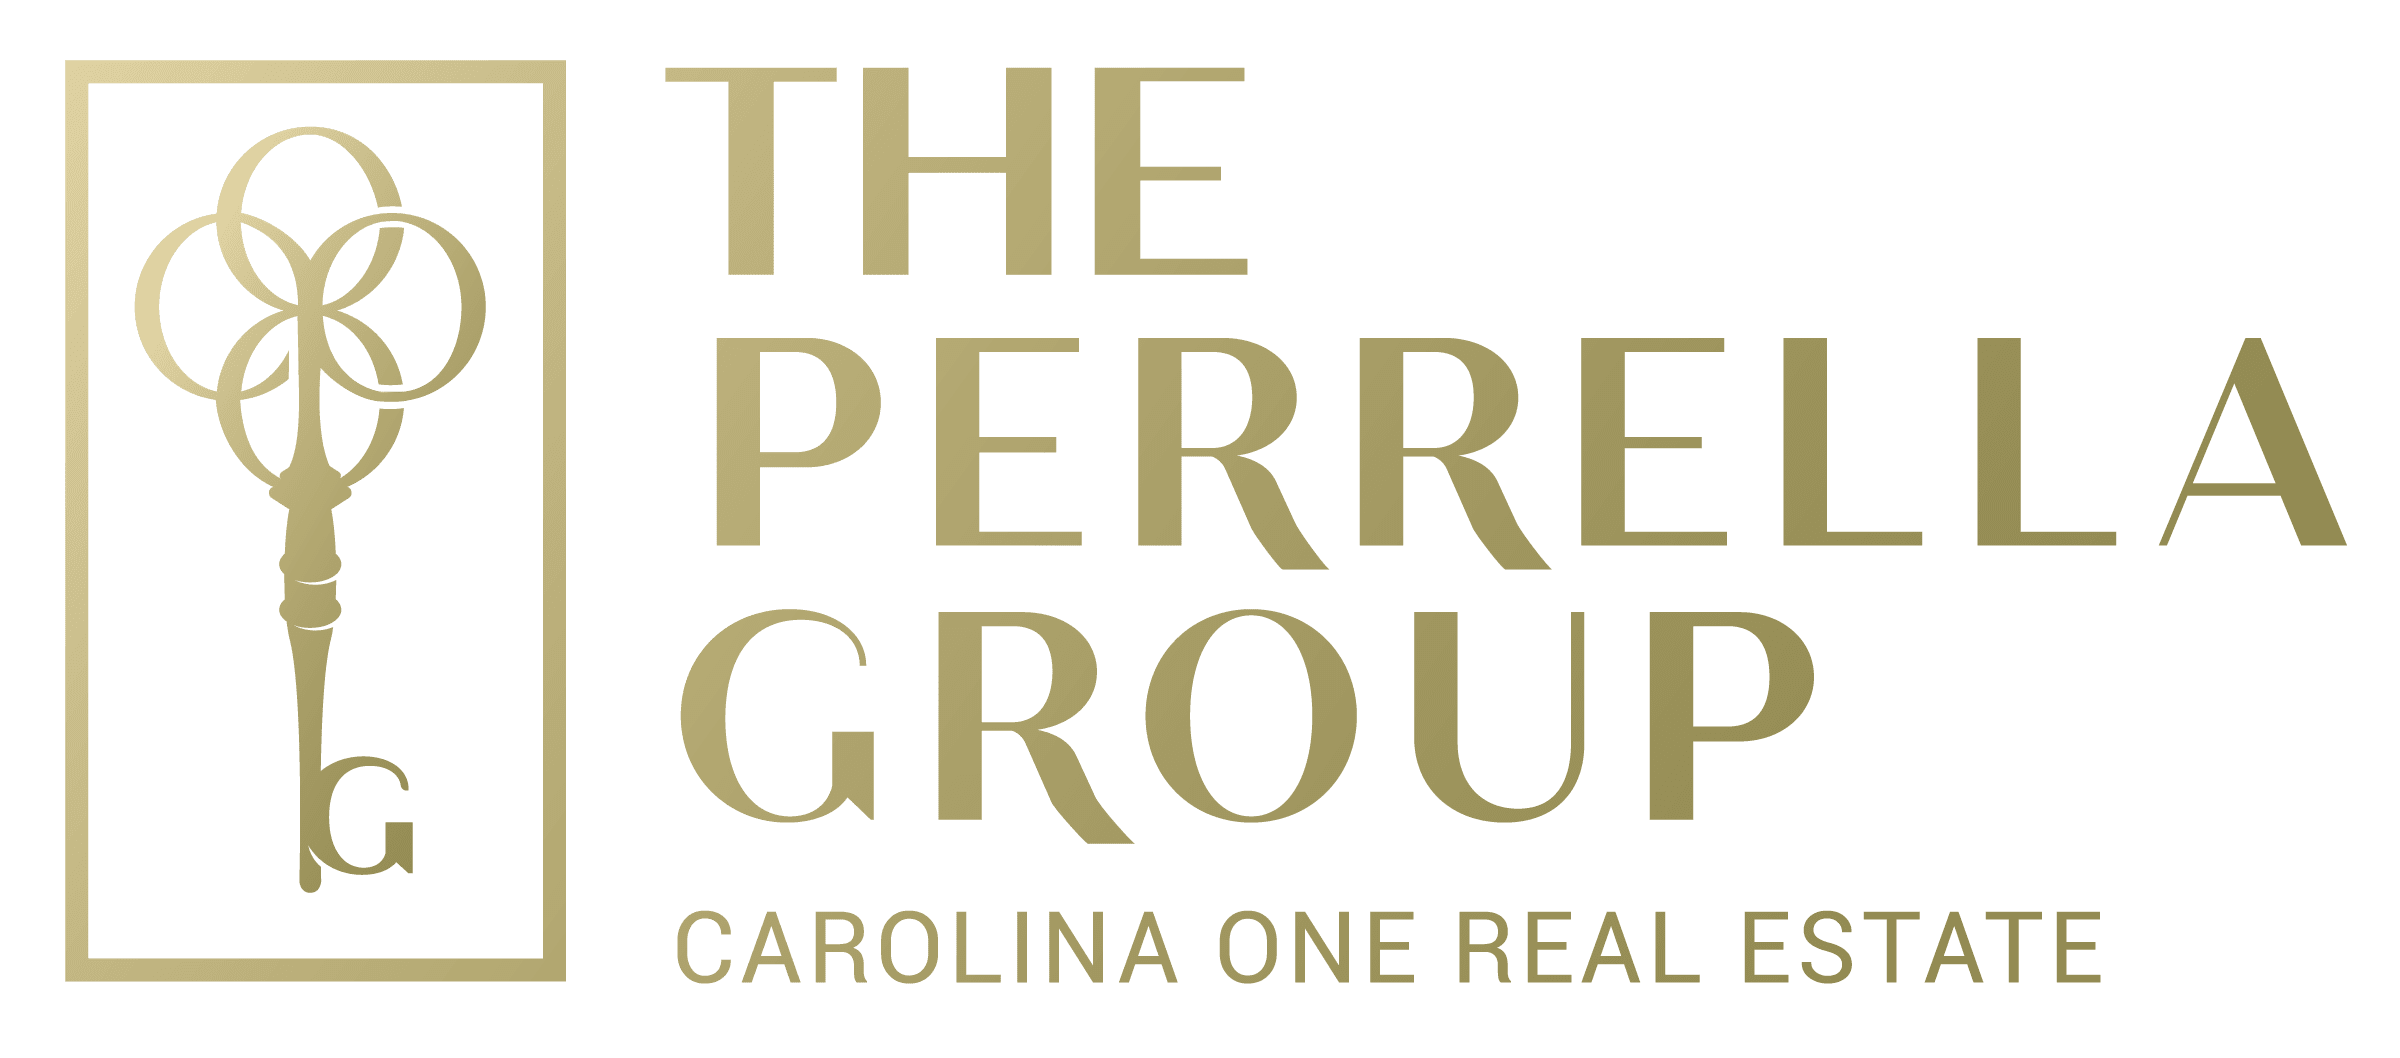 THE
PERRELLA
GROUP
CAROLINA ONE REAL ESTATE
G